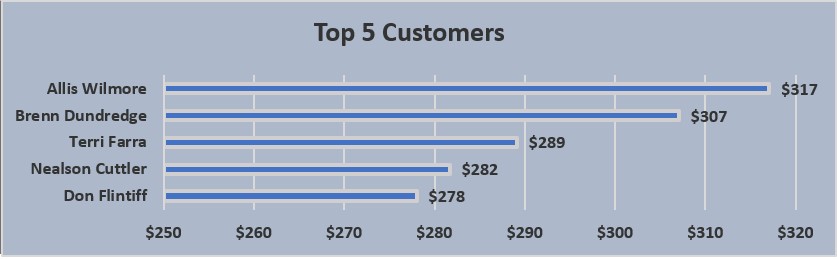 Top 5 Customers
Allis Wilmore $317
Brenn Dundredge $307
Terri Farra $289
Nealson Cuttler $282
Don Flintiff $278
$250 $260 $270 $280 $290 $300 $310 $320